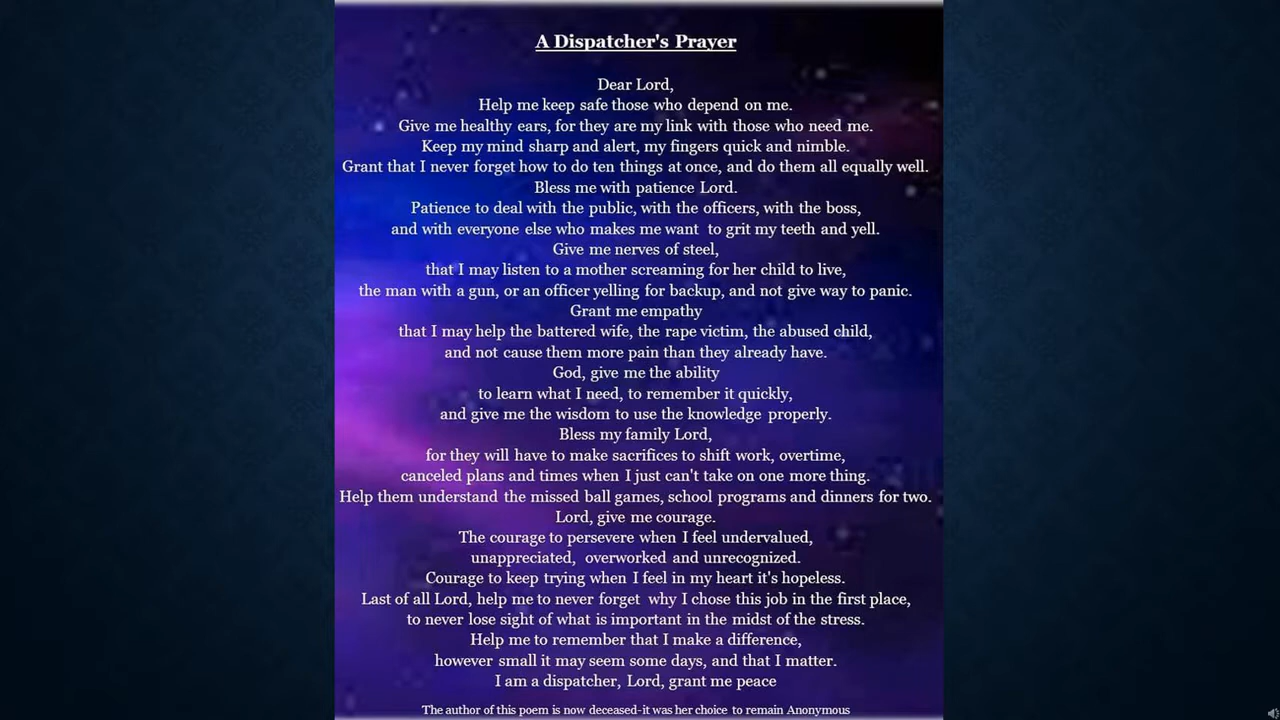 A Dispatcher's Prayer
Dear Lord,
Help me keep safe those who depend on me.
Give me healthy ears, for they are my link with those who need me.
Keep my mind sharp and alert, my fingers quick and nimble.
Grant that I never forget how to do ten things at once, and do them all equally well.
Bless me with patience Lord.
Patience to deal with the public, with the officers, with the boss,
and with everyone else who makes me want to grit my teeth and yell.
Give me nerves of steel,
that I may listen to a mother screaming for her child to live,
the man with a gun, or an officer yelling for backup, and not give way to panic.
Grant me empathy
that I may help the battered wife, the rape victim, the abused child,
and not cause them more pain than they already have.
God, give me the ability
to learn what I need, to remember it quickly,
and give me the wisdom to use the knowledge properly.
Bless my family Lord,
for they will have to make sacrifices to shift work, overtime,
canceled plans and times when I just can't take on one more thing.
Help them understand the missed ball games, school programs and dinners for two.
Lord, give me courage.
The courage to persevere when I feel undervalued,
unappreciated, overworked and unrecognized.
Courage to keep trying when I feel in my heart it's hopeless.
Last of all Lord, help me to never forget why I chose this job in the first place,
to never lose sight of what is important in the midst of the stress.
Help me to remember that I make a difference,
however small it may seem some days, and that I matter.
I am a dispatcher, Lord, grant me peace
The author of this poem is now deceased-it was her choice to remain Anonymous